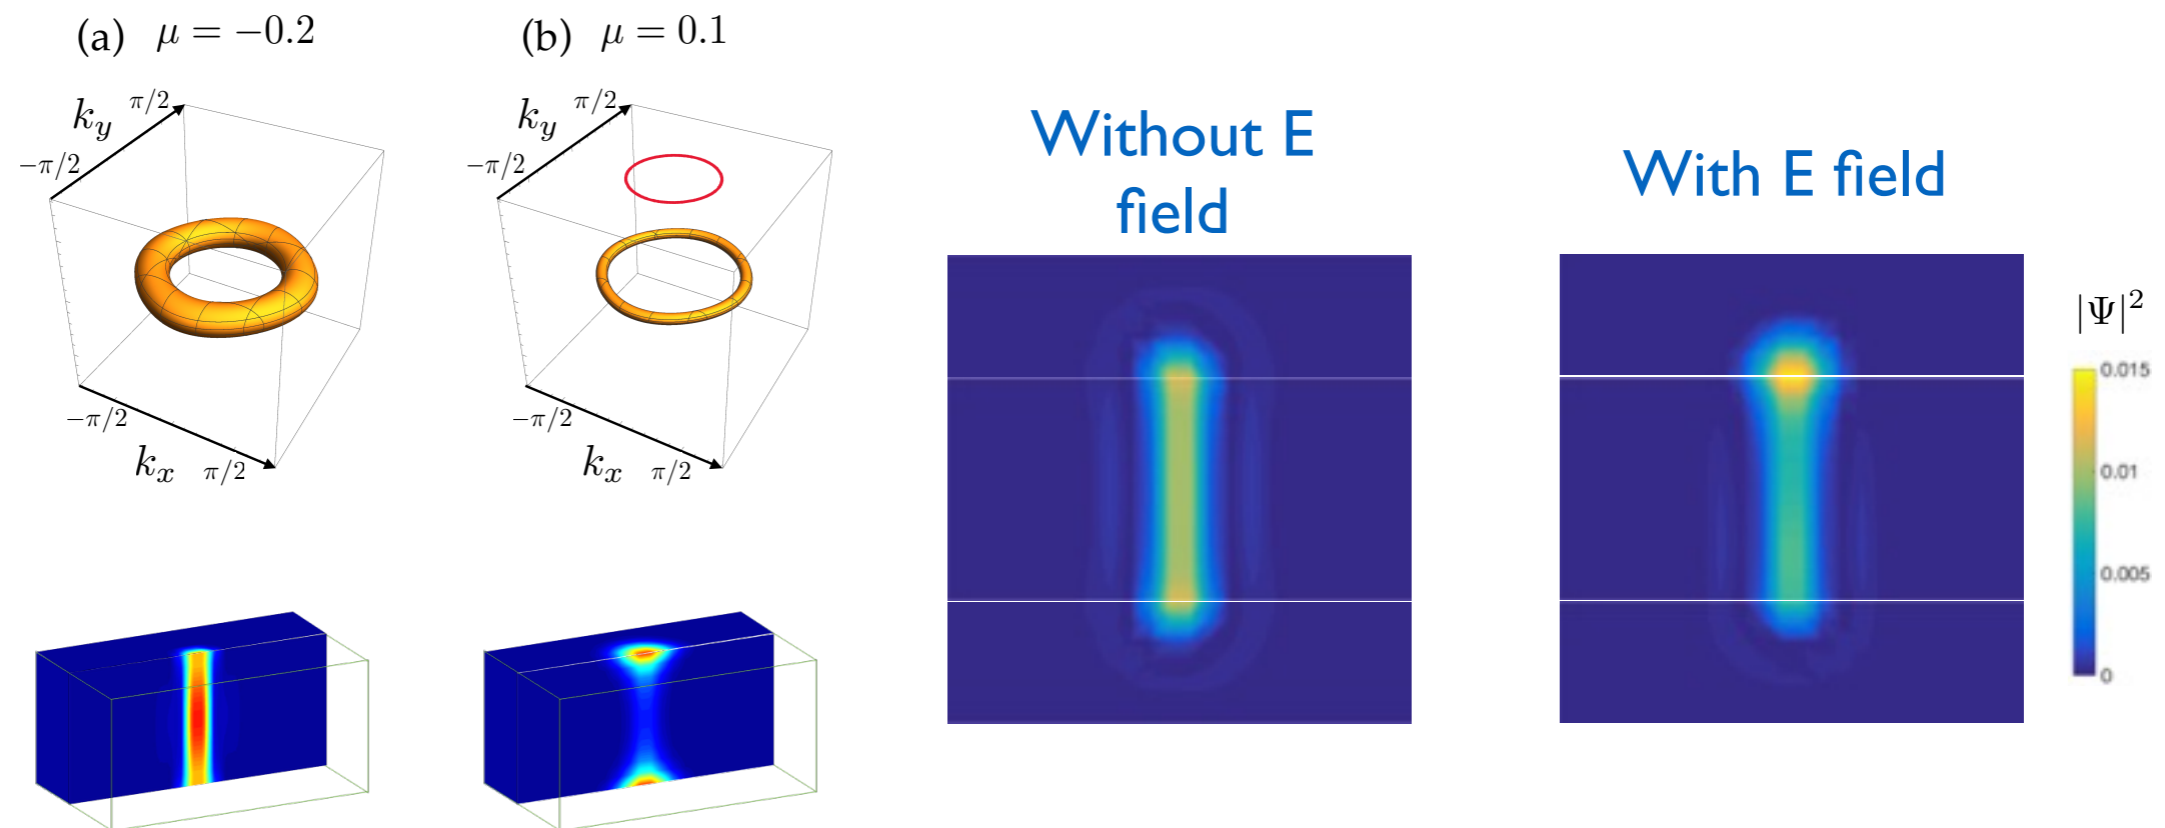 (a) μ = −0.2
k_y
π/2
−π/2
−π/2
k_x
π/2
(b) μ = 0.1
k_y
π/2
−π/2
−π/2
k_x
π/2
Without E
field
With E field
|Ψ|²
0.015
0.01
0.005
0